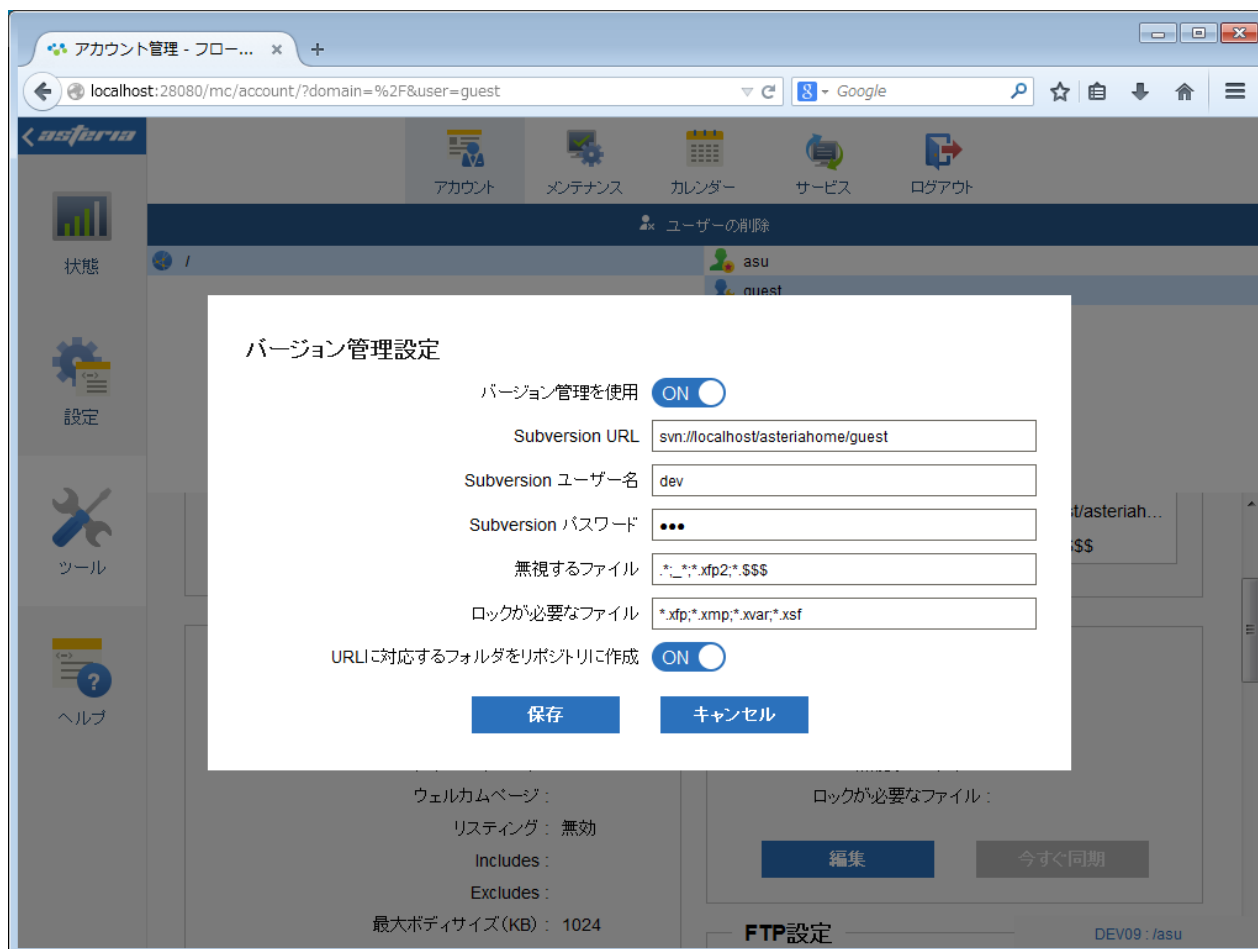 アカウント管理 - フロー... × +
localhost:28080/mc/account/?domain=%2F&user=guest
8 Google
asteria
アカウント メンテナンス カレンダー サービス ログアウト
ユーザーの削除
状態
/
asu
guest
設定
ツール
ヘルプ
バージョン管理設定
バージョン管理を使用 ON
Subversion URL svn://localhost/asteriahome/guest
Subversion ユーザー名 dev
Subversion パスワード ●●●
無視するファイル .*;_*;*.xfp2;*.$$$
ロックが必要なファイル *.xfp;*.xmp;*.xvar;*.xsf
URLに対応するフォルダをリポジトリに作成 ON
保存 キャンセル
st/asteriah...
$$
ウェルカムページ :
リスティング : 無効
Includes :
Excludes :
最大ボディサイズ(KB) : 1024
ロックが必要なファイル :
編集 今すぐ同期
FTP設定
DEV09 : /asu